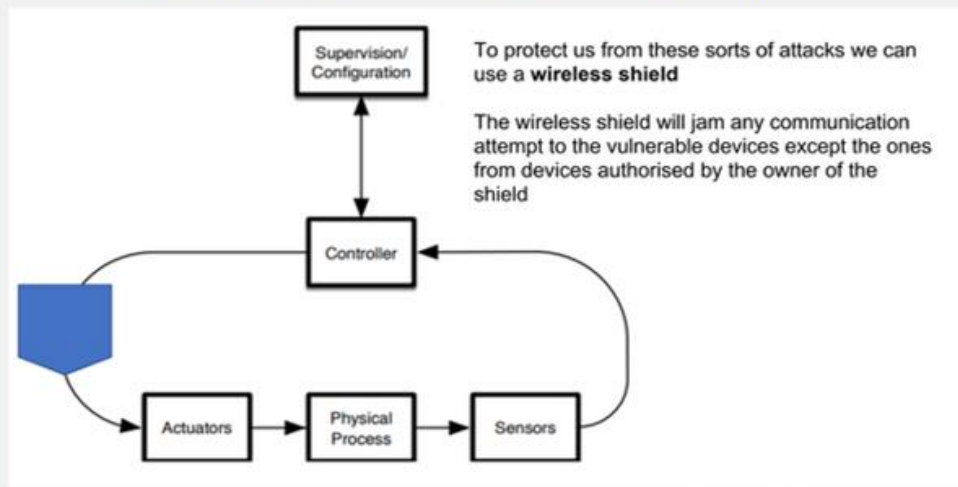 Supervision/
Configuration
To protect us from these sorts of attacks we can
use a wireless shield
The wireless shield will jam any communication
attempt to the vulnerable devices except the ones
from devices authorised by the owner of the
shield
Controller
Actuators
Physical
Process
Sensors